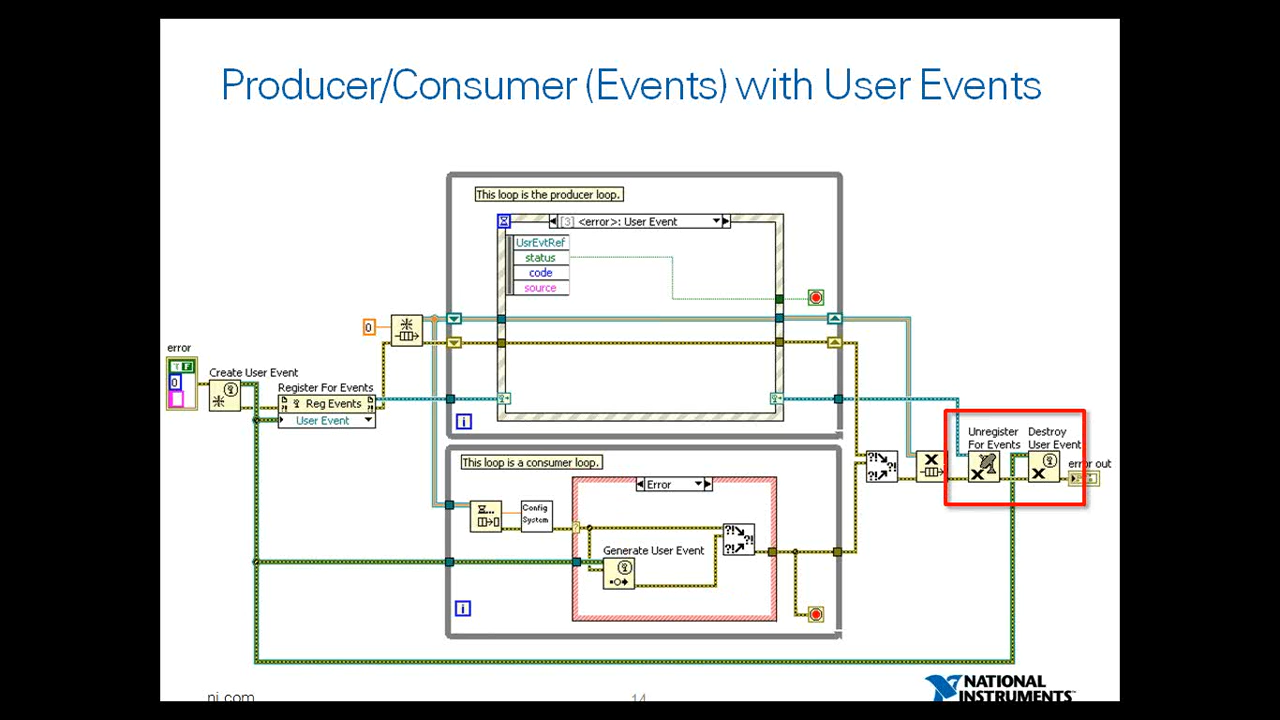 Producer/Consumer (Events) with User Events
This loop is the producer loop.
[3] <error>: User Event
UsrEvtRef
status
code
source
0
error
T F
0
Create User Event
Register For Events
Reg Events
User Event
i
Unregister
For Events
Destroy
User Event
error out
This loop is a consumer loop.
Error
Config
System
Generate User Event
i
ni.com
14
NATIONAL
INSTRUMENTS